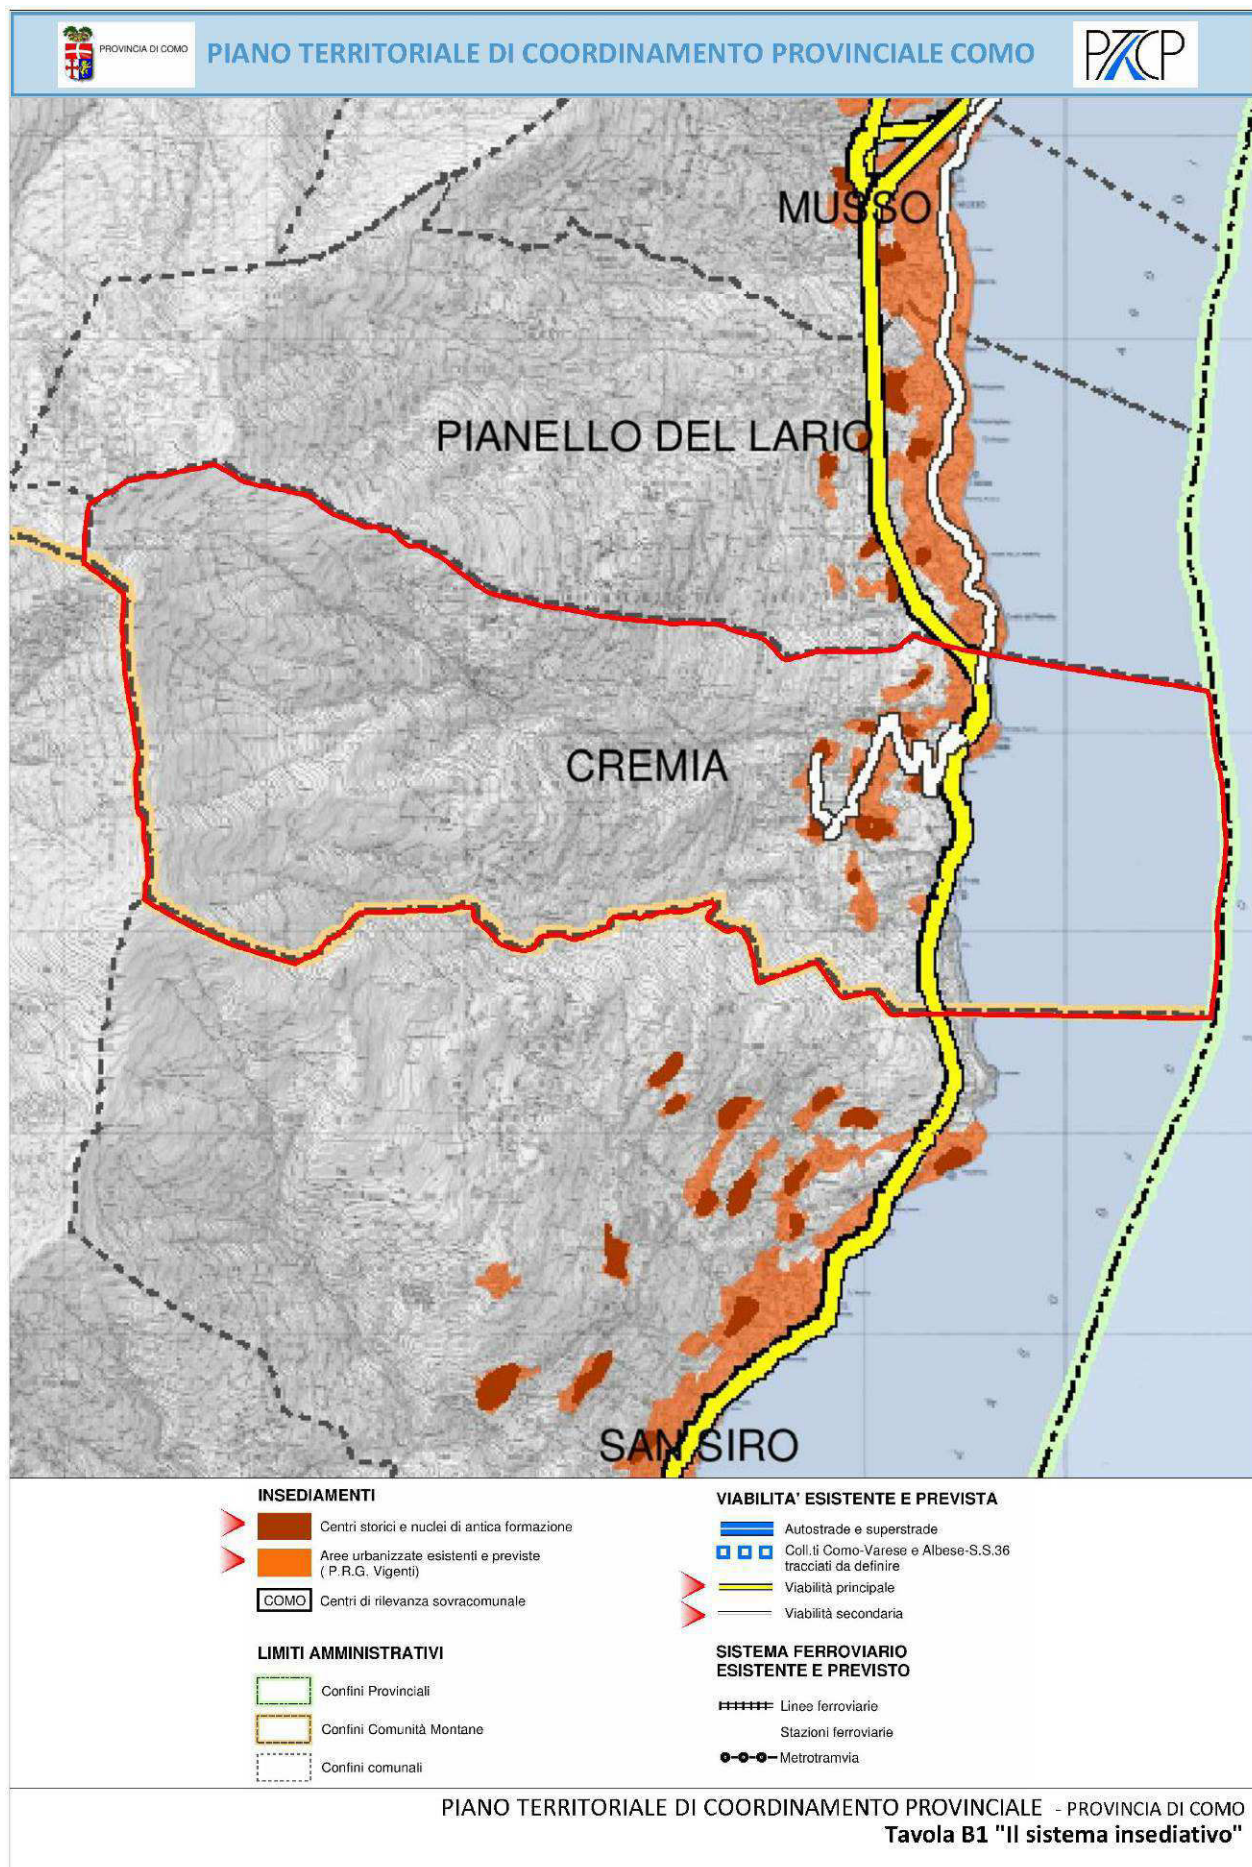 PROVINCIA DI COMO
PIANO TERRITORIALE DI COORDINAMENTO PROVINCIALE COMO
PTCP
MUSSO
PIANELLO DEL LARIO
CREMIA
SAN SIRO
INSEDIAMENTI
Centri storici e nuclei di antica formazione
Aree urbanizzate esistenti e previste
( P.R.G. Vigenti)
COMO
Centri di rilevanza sovracomunale
LIMITI AMMINISTRATIVI
Confini Provinciali
Confini Comunità Montane
Confini comunali
VIABILITA' ESISTENTE E PREVISTA
Autostrade e superstrade
Coll.ti Como-Varese e Albese-S.S.36
tracciati da definire
Viabilità principale
Viabilità secondaria
SISTEMA FERROVIARIO
ESISTENTE E PREVISTO
Linee ferroviarie
Stazioni ferroviarie
Metrotramvia
PIANO TERRITORIALE DI COORDINAMENTO PROVINCIALE - PROVINCIA DI COMO
Tavola B1 "Il sistema insediativo"